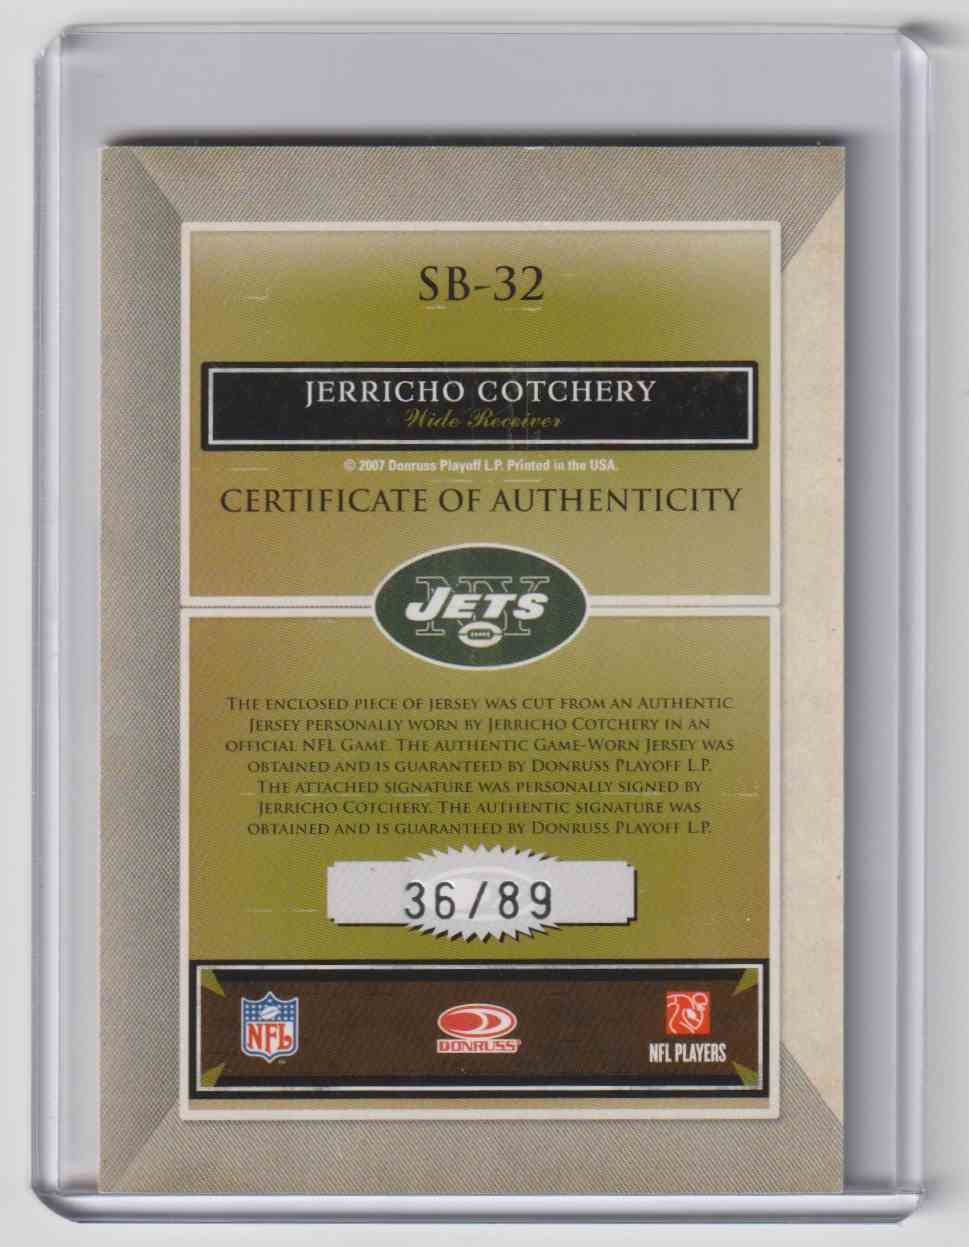 SB-32
JERRICHO COTCHERY
Wide Receiver
© 2007 Donruss Playoff L.P. Printed in the USA.
CERTIFICATE OF AUTHENTICITY
NY
JETS
THE ENCLOSED PIECE OF JERSEY WAS CUT FROM AN AUTHENTIC
JERSEY PERSONALLY WORN BY JERRICHO COTCHERY IN AN
OFFICIAL NFL GAME. THE AUTHENTIC GAME-WORN JERSEY WAS
OBTAINED AND IS GUARANTEED BY DONRUSS PLAYOFF L.P.
THE ATTACHED SIGNATURE WAS PERSONALLY SIGNED BY
JERRICHO COTCHERY. THE AUTHENTIC SIGNATURE WAS
OBTAINED AND IS GUARANTEED BY DONRUSS PLAYOFF L.P.
36/89
NFL
DONRUSS
NFL PLAYERS